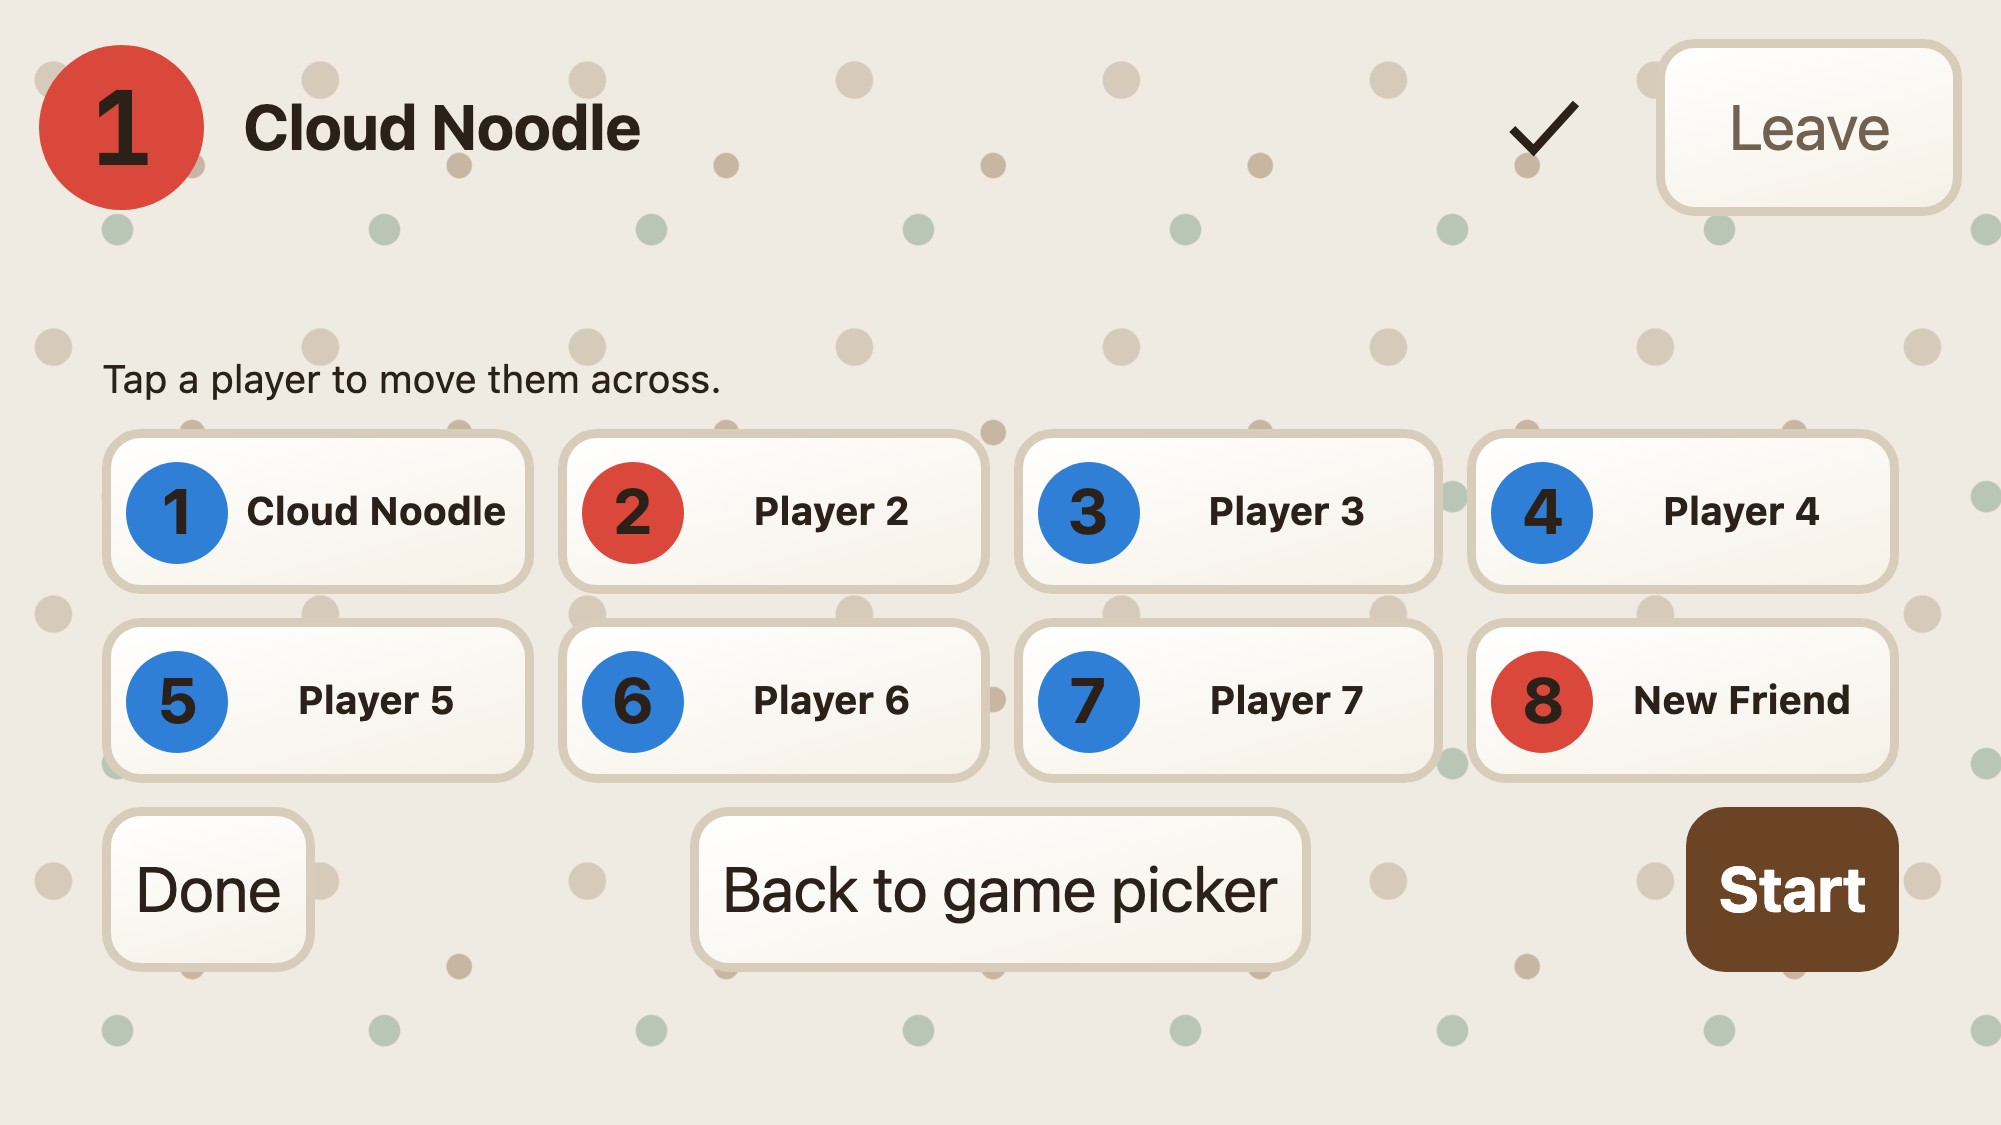 1 Cloud Noodle Leave
Tap a player to move them across.
1 Cloud Noodle 2 Player 2 3 Player 3 4 Player 4
5 Player 5 6 Player 6 7 Player 7 8 New Friend
Done Back to game picker Start